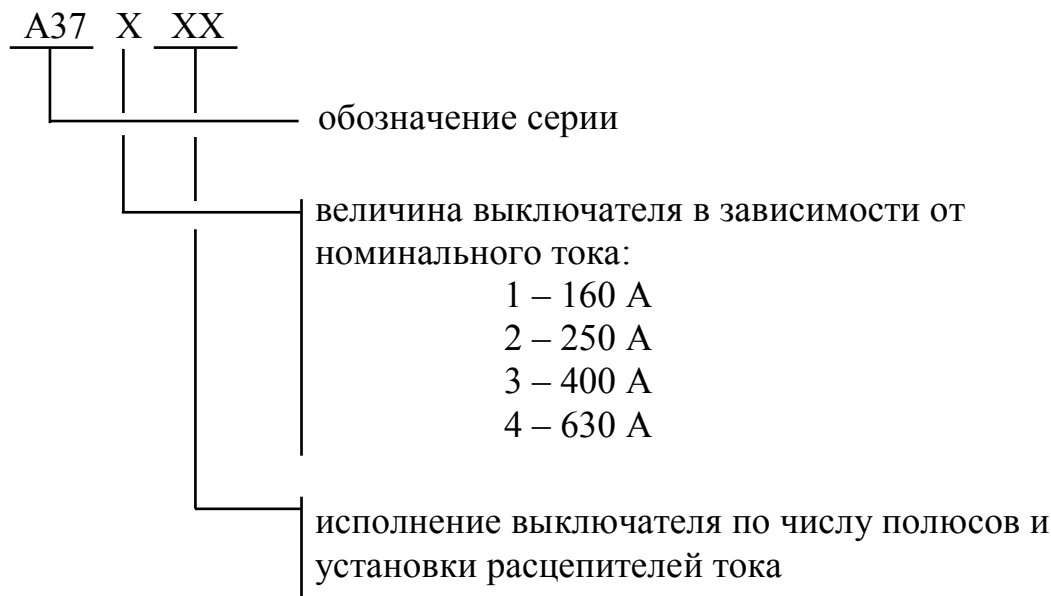 А37 Х ХХ
обозначение серии
величина выключателя в зависимости от
номинального тока:
1 – 160 А
2 – 250 А
3 – 400 А
4 – 630 А
исполнение выключателя по числу полюсов и
установки расцепителей тока